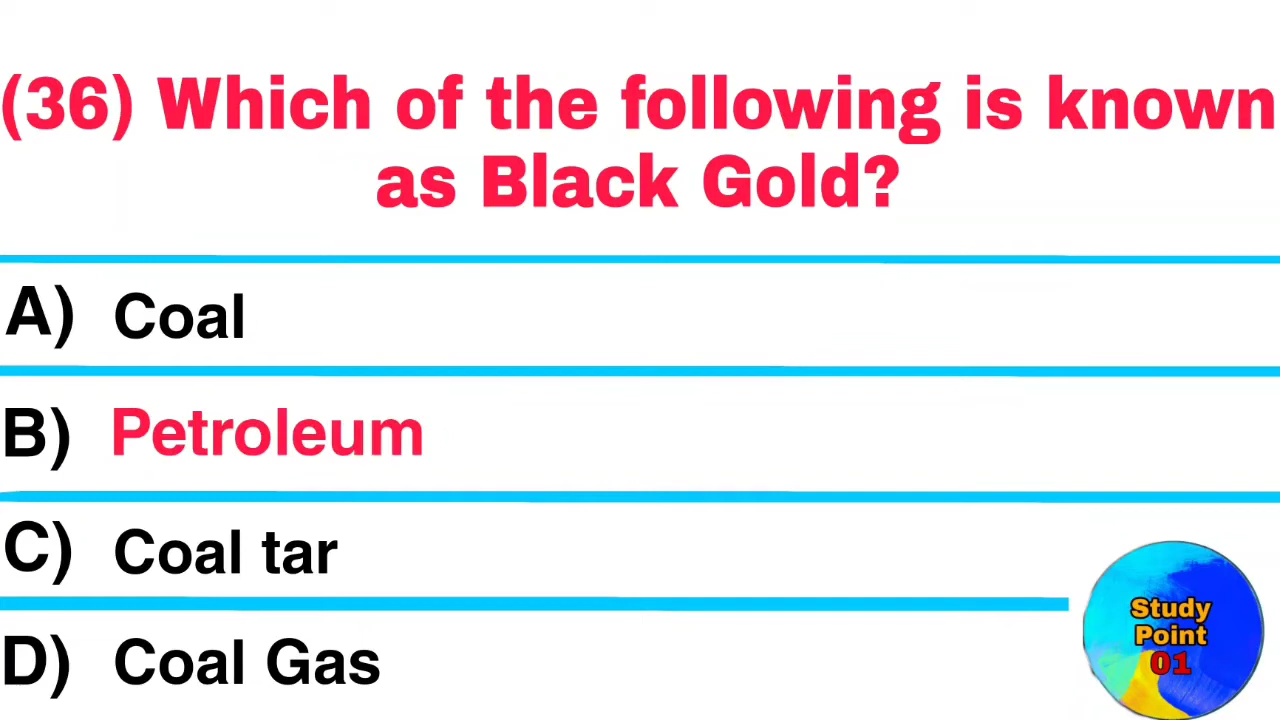 (36) Which of the following is known
as Black Gold?
A) Coal
B) Petroleum
C) Coal tar
D) Coal Gas
Study
Point
01